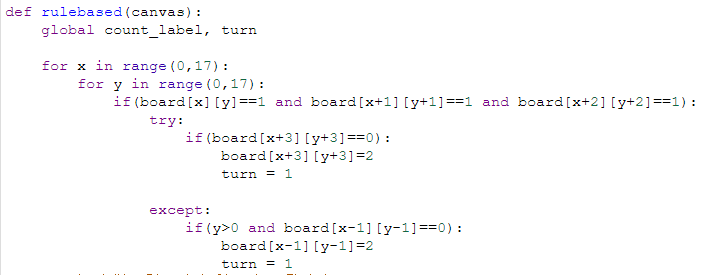 def rulebased(canvas):
    global count_label, turn

    for x in range(0,17):
        for y in range(0,17):
            if(board[x][y]==1 and board[x+1][y+1]==1 and board[x+2][y+2]==1):
                try:
                    if(board[x+3][y+3]==0):
                        board[x+3][y+3]=2
                        turn = 1

                except:
                    if(y>0 and board[x-1][y-1]==0):
                        board[x-1][y-1]=2
                        turn = 1